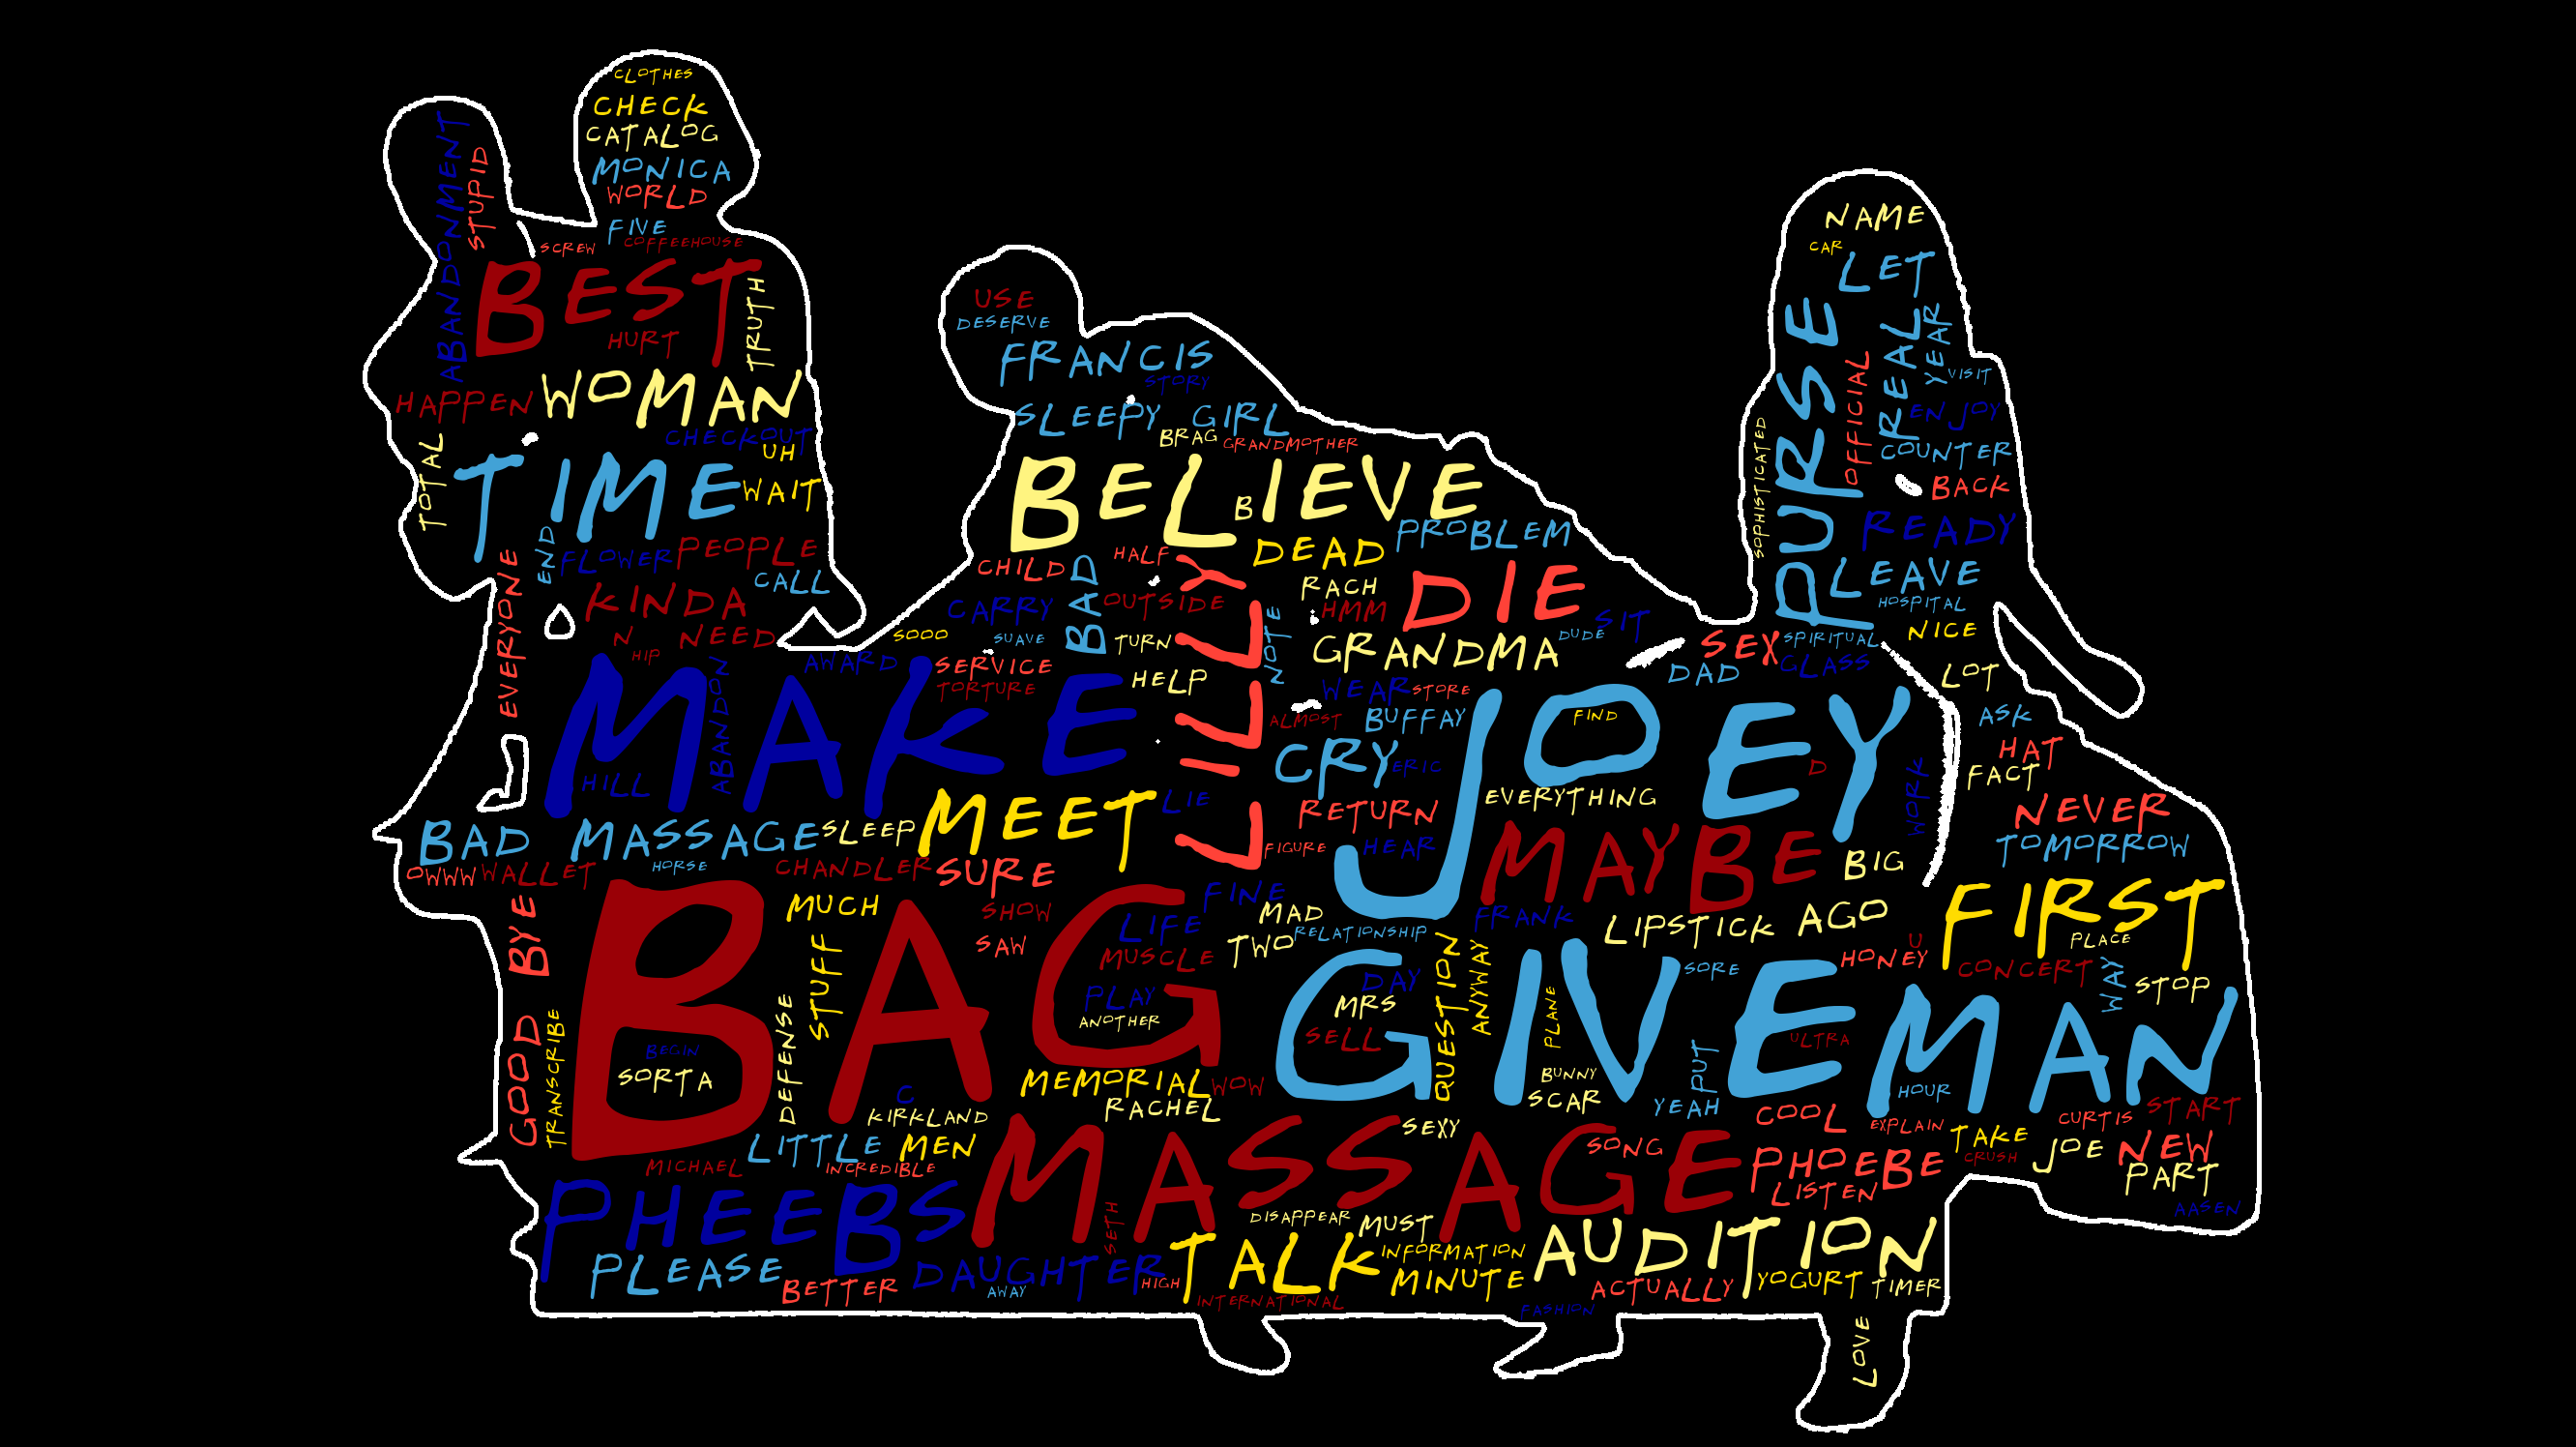 CLOTHES
CHECK
CATALOG
MONICA
WORLD
FIVE
SCREW COFFEEHOUSE
ABANDONMENT
STUPID
BEST
HURT
TRUTH
HAPPEN WOMAN
CHECKOUT
UH
TOTAL
TIME WAIT
END
FLOWER PEOPLE
CALL
EVERYONE
KINDA
N NEED
HIP
USE
DESERVE
FRANCIS
STORY
SLEEPY GIRL
BRAG GRANDMOTHER
BELIEVE
B
PROBLEM
HALF DEAD
CHILD BAD
RACH
DIE
CARRY OUTSIDE
HMM
SIT
SOOO SUAVE TURN
NOTE
GRANDMA DUDE
LILLY
NAME
CAR
LET
PURSE
REAL
YEAR
VISIT
OFFICIAL
ENJOY
COUNTER
SOPHISTICATED
BACK
READY
LEAVE
HOSPITAL
NICE
SEX SPIRITUAL
DAD CLASS
LOT
AWARD SERVICE
TORTURE HELP
WEAR STORE
MAKE
ABANDON
HILL
ALMOST BUFFAY
JOEY
FIND
ASK
HAT
FACT
CRY ERIC
D
WORK
RETURN EVERYTHING
NEVER
TOMORROW
MEET LIE
BAD MASSAGE SLEEP
HORSE
OWWW WALLET CHANDLER SURE
FIGURE HEAR
MAYBE BIG
FIRST
PLACE
BAG
MUCH
SHOW
SAW
LIFE FINE
MAD
TWO RELATIONSHIP
FRANK LIPSTICK AGO
U
HONEY CONCERT
WAY STOP
GOOD BYE
STUFF
MUSCLE
PLAY
ANOTHER
DAY
MRS
SELL
QUESTION
ANYWAY
PLANE
SORE
GIVE MAN
ULTRA
HOUR
TRANSCRIBE
BEGIN
SORTA
DEFENSE
C
KIRKLAND
MEMORIAL WOW
RACHEL
BUNNY
SCAR
YEAH PUT
COOL
EXPLAIN
CURTIS START
TAKE
CRUSH
JOE NEW
PART
AASEN
LITTLE MEN
MICHAEL INCREDIBLE
MASSAGE
SEXY
SONG
PHOEBE
LISTEN
PHEEBS
SETH
DISAPPEAR MUST
TALK INFORMATION
MINUTE
AUDITION
PLEASE BETTER DAUGHTER
AWAY
HIGH
INTERNATIONAL
ACTUALLY YOGURT TIMER
FASHION
LOVE